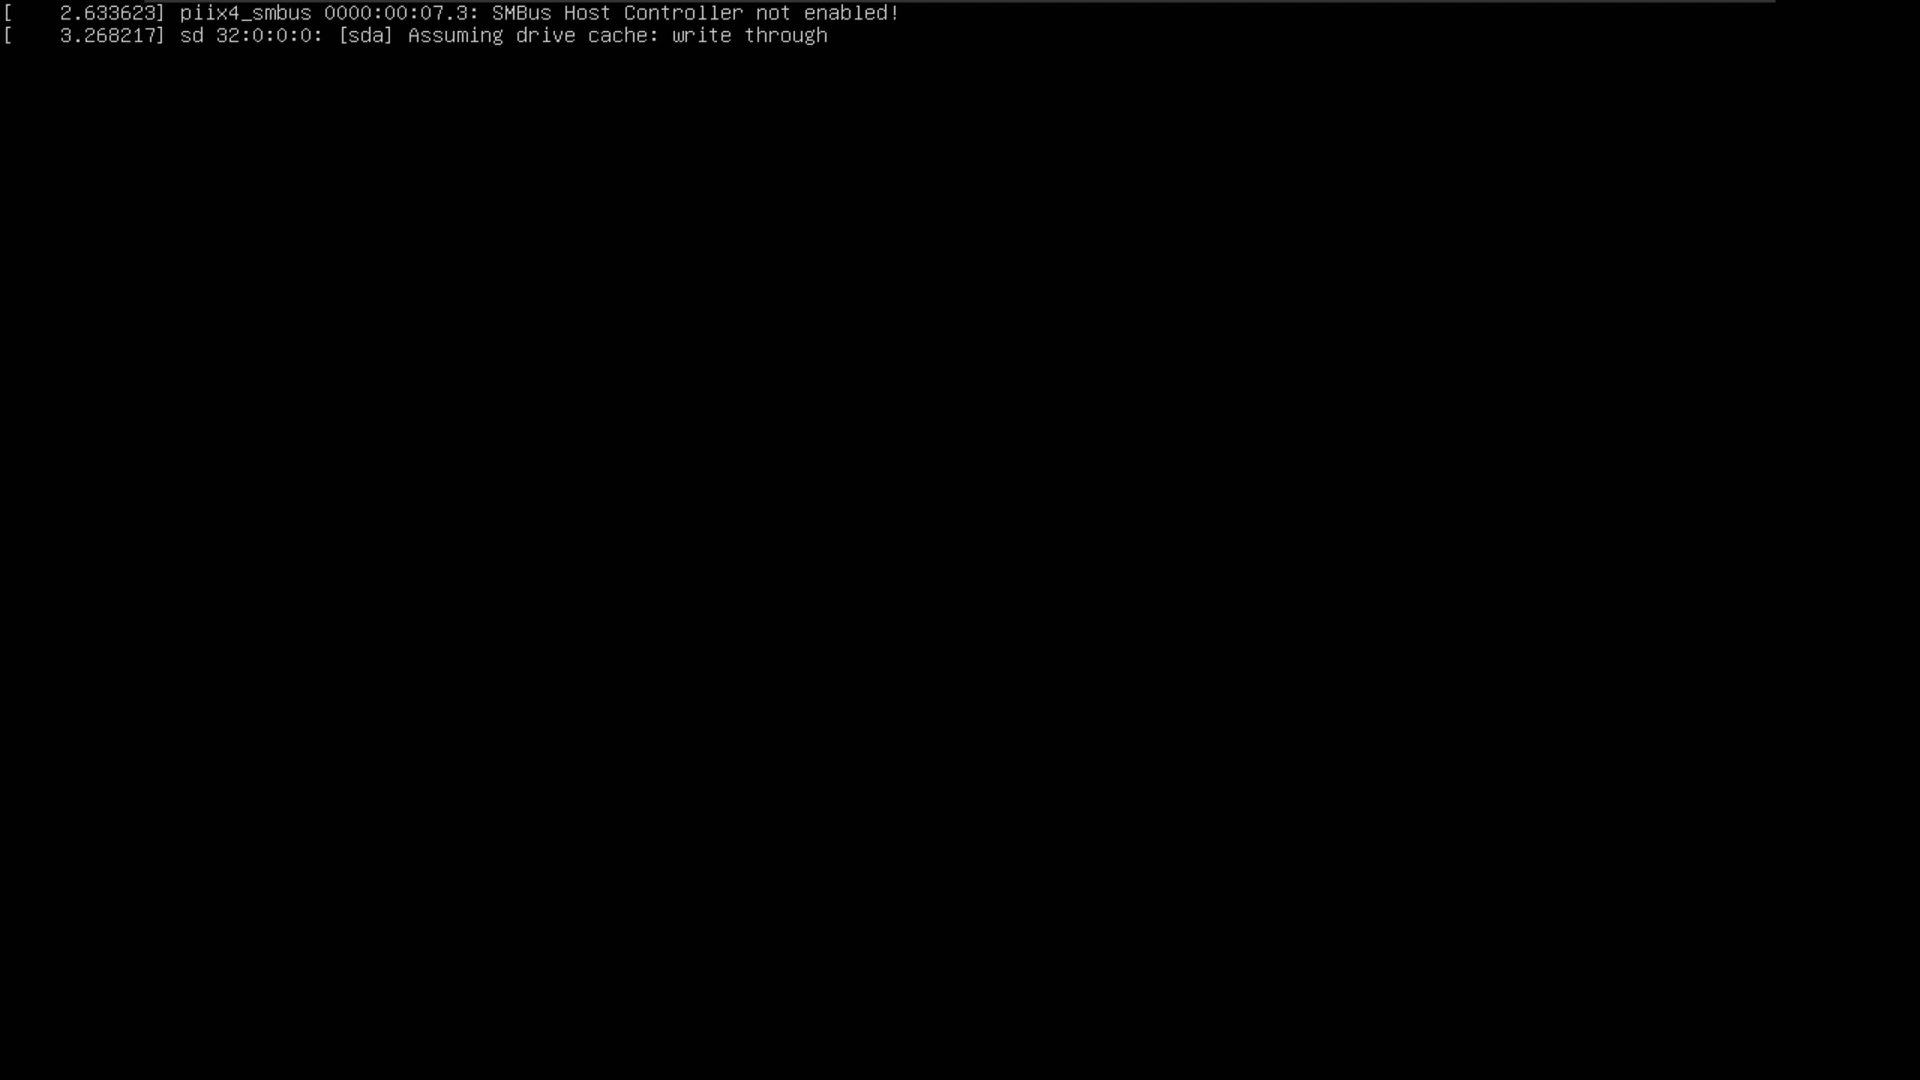 [    2.633623] piix4_smbus 0000:00:07.3: SMBus Host Controller not enabled!
[    3.268217] sd 32:0:0:0: [sda] Assuming drive cache: write through